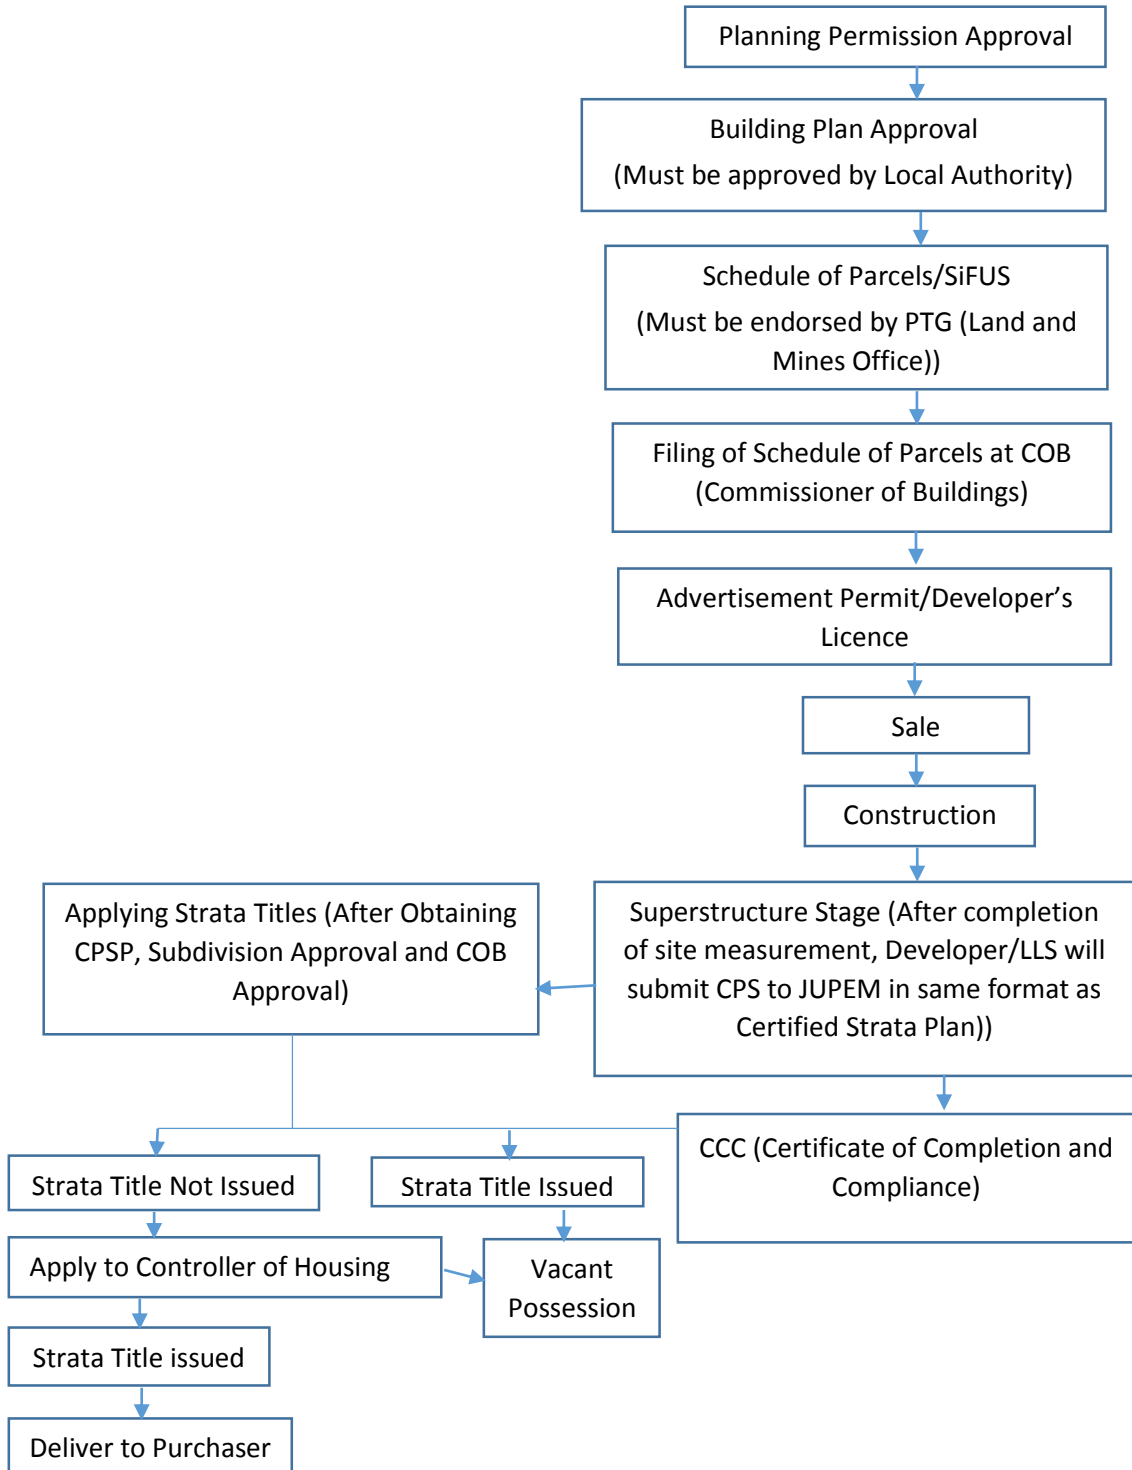 Planning Permission Approval
Building Plan Approval
(Must be approved by Local Authority)
Schedule of Parcels/SiFUS
(Must be endorsed by PTG (Land and
Mines Office))
Filing of Schedule of Parcels at COB
(Commissioner of Buildings)
Advertisement Permit/Developer’s
Licence
Sale
Construction
Superstructure Stage (After completion
of site measurement, Developer/LLS will
submit CPS to JUPEM in same format as
Certified Strata Plan))
Applying Strata Titles (After Obtaining
CPSP, Subdivision Approval and COB
Approval)
CCC (Certificate of Completion and
Compliance)
Strata Title Not Issued
Strata Title Issued
Apply to Controller of Housing
Vacant
Possession
Strata Title issued
Deliver to Purchaser